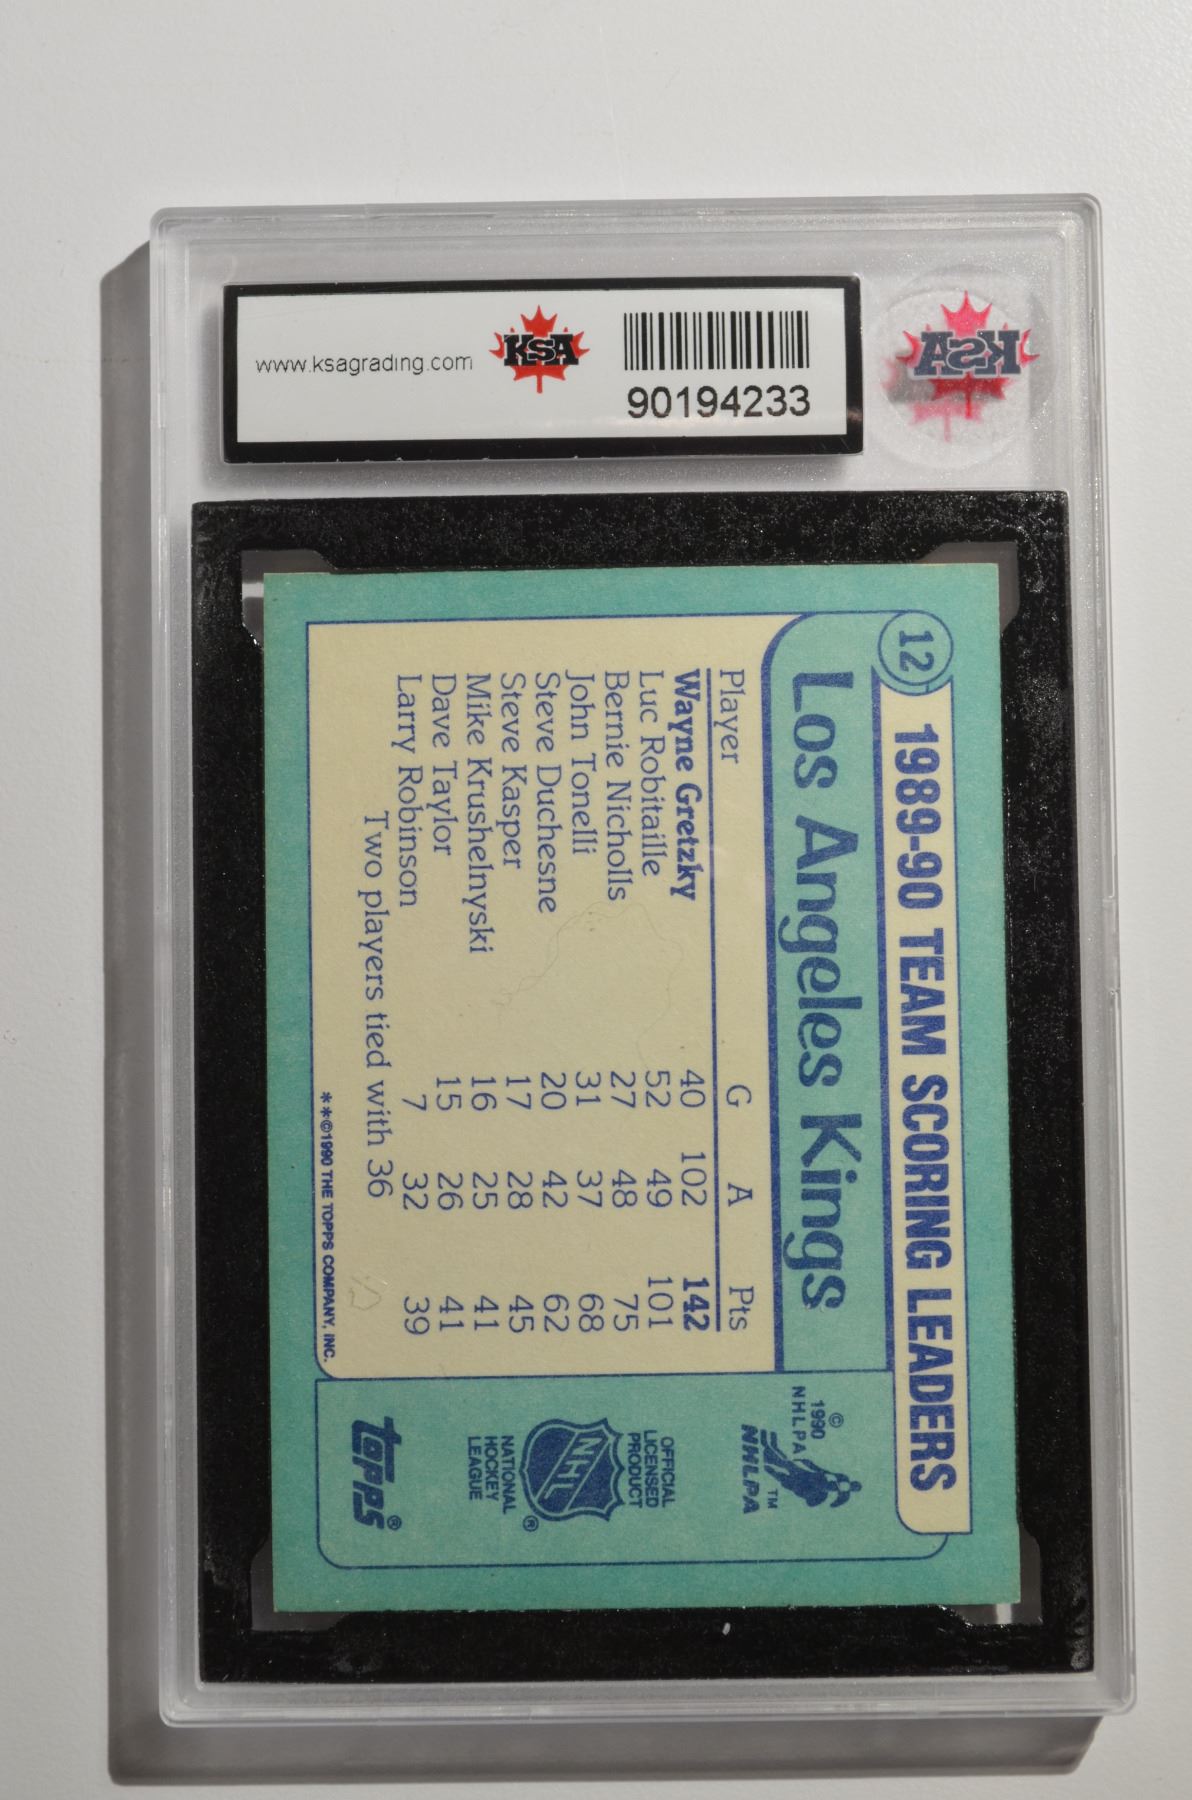 www.ksagrading.com
KSA
90194233
KSA
12
1989-90 TEAM SCORING LEADERS
Los Angeles Kings
Player G A Pts
Wayne Gretzky 40 102 142
Luc Robitaille 52 49 101
Bernie Nicholls 27 48 75
John Tonelli 31 37 68
Steve Duchesne 20 42 62
Steve Kasper 17 28 45
Mike Krushelnyski 16 25 41
Dave Taylor 15 26 41
Larry Robinson 7 32 39
Two players tied with 36
**©1990 THE TOPPS COMPANY, INC.
©
1990
NHLPA
NHLPA
TM
OFFICIAL
LICENSED
PRODUCT
NHL
®
NATIONAL
HOCKEY
LEAGUE
TOPPS®